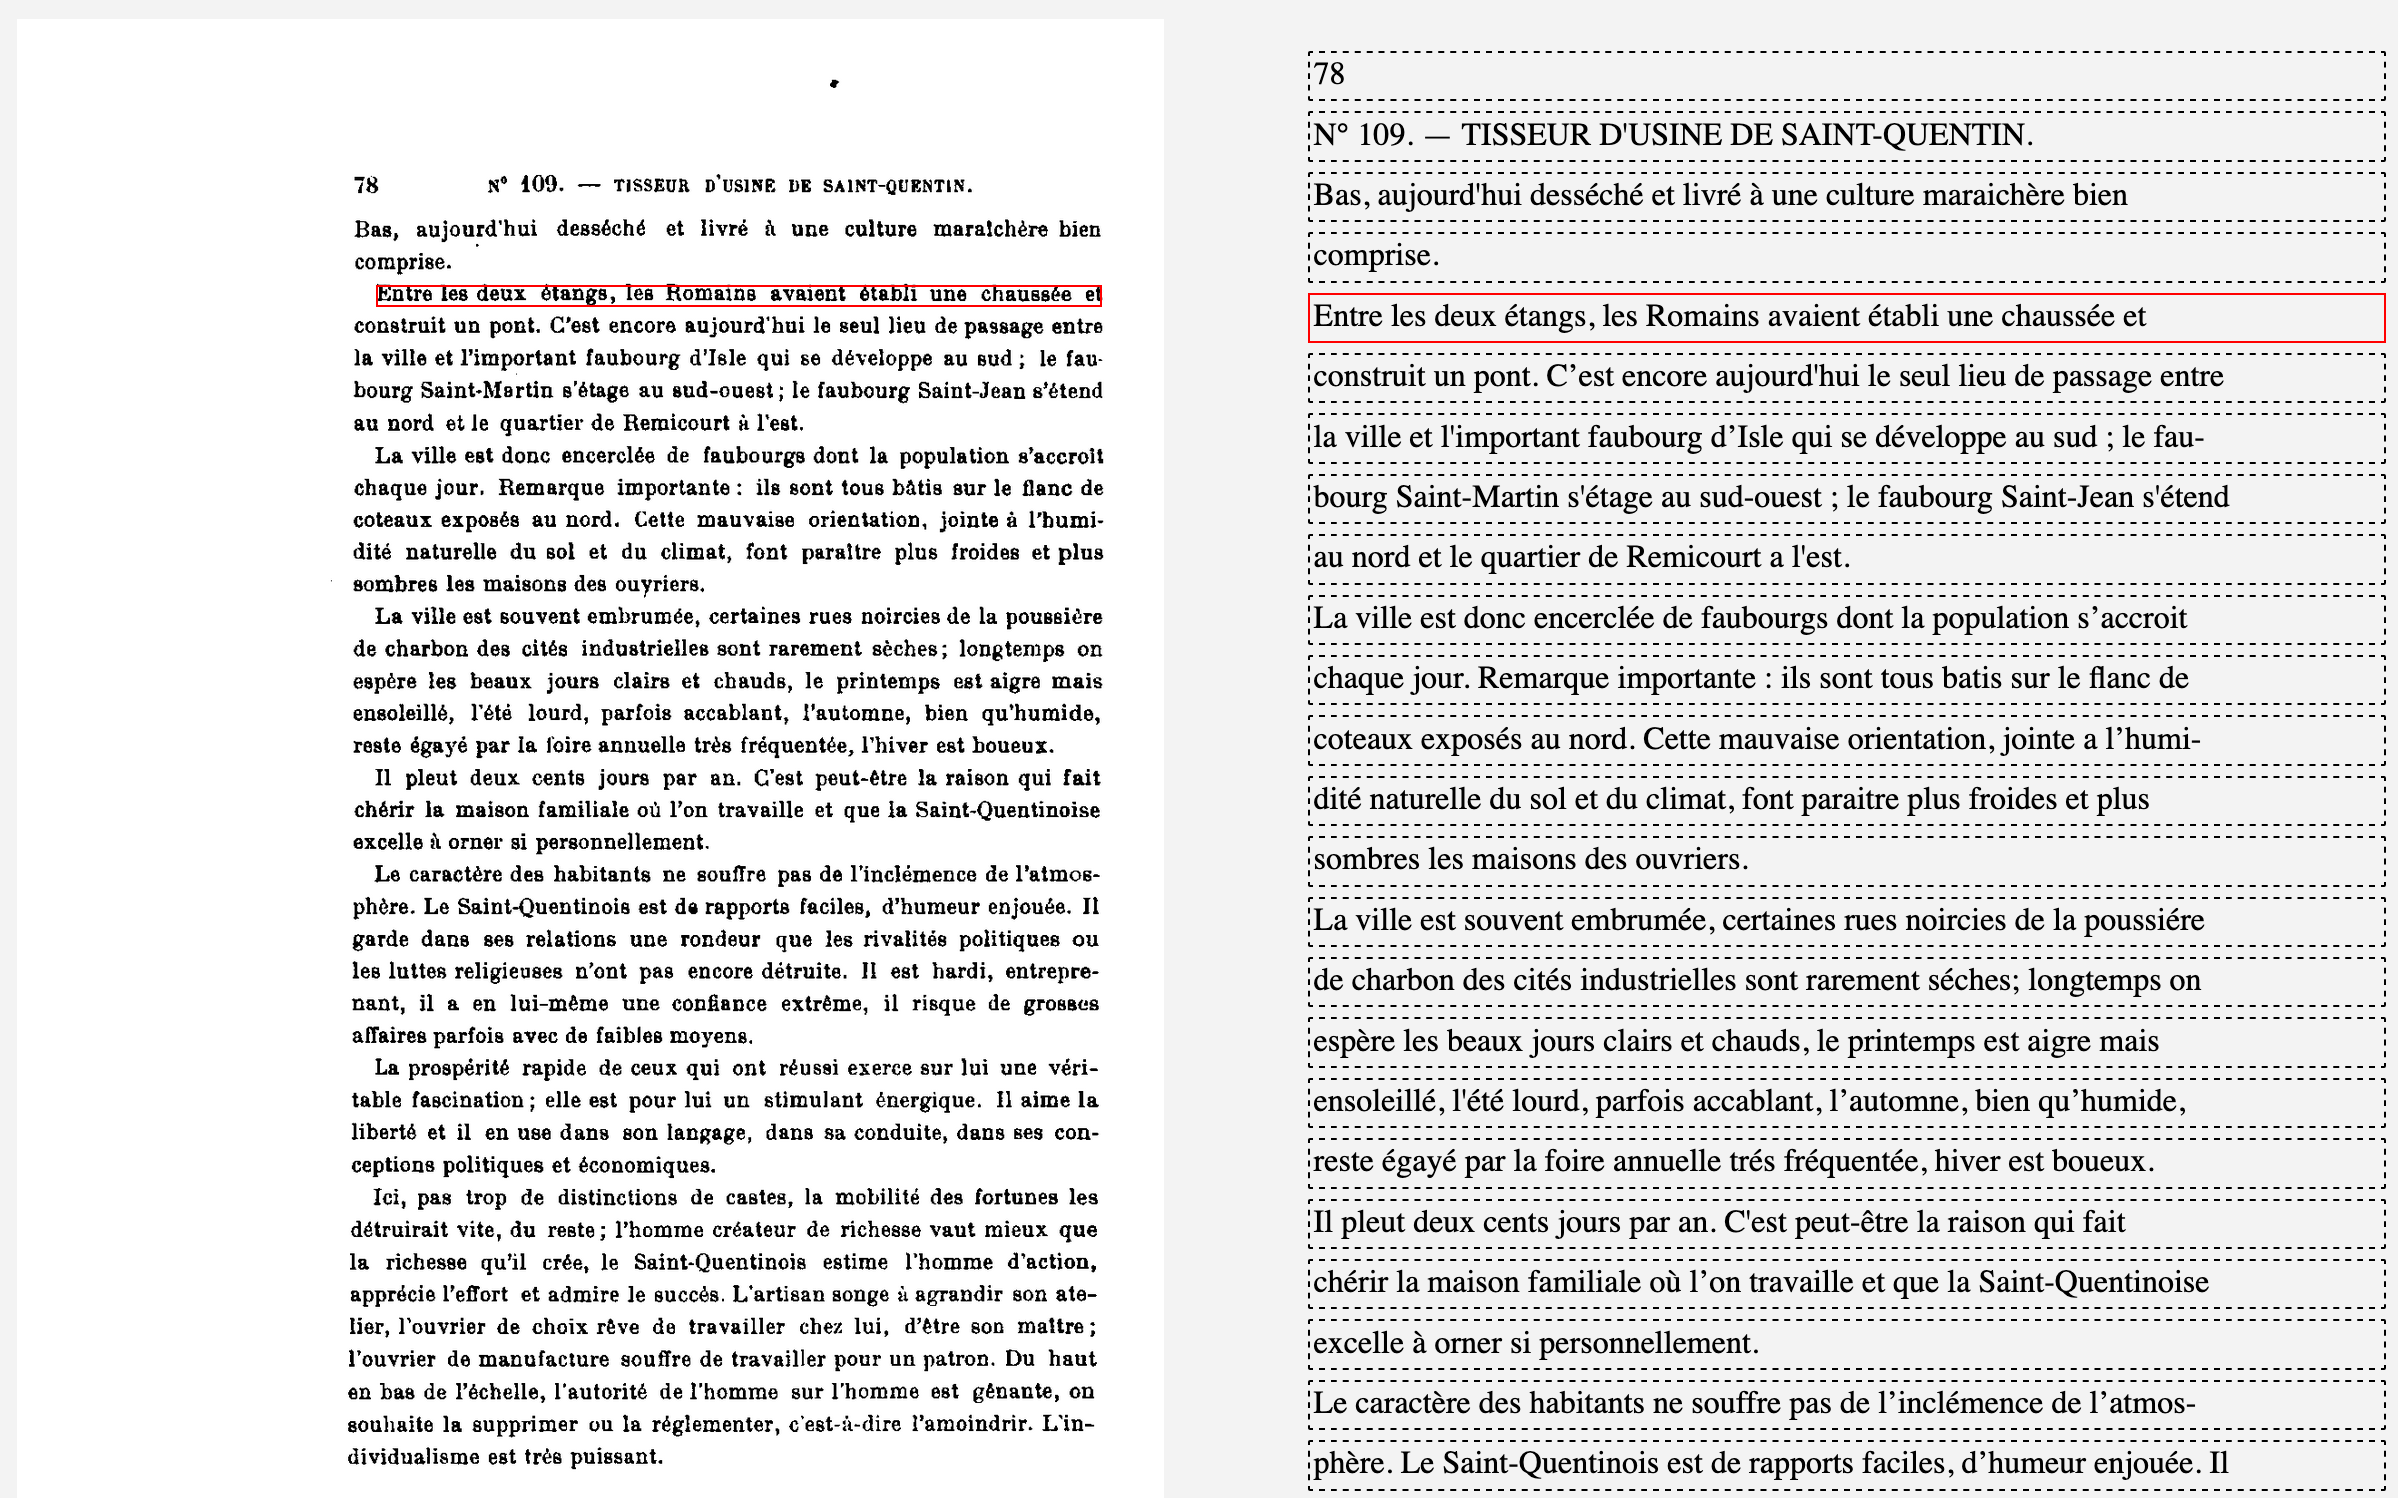 78 N° 109. — TISSEUR D'USINE DE SAINT-QUENTIN.
Bas, aujourd'hui desséché et livré à une culture maraîchère bien
comprise.
Entre les deux étangs, les Romains avaient établi une chaussée et
construit un pont. C'est encore aujourd'hui le seul lieu de passage entre
la ville et l'important faubourg d'Isle qui se développe au sud ; le fau-
bourg Saint-Martin s'étage au sud-ouest ; le faubourg Saint-Jean s'étend
au nord et le quartier de Remicourt à l'est.
La ville est donc encerclée de faubourgs dont la population s'accroît
chaque jour. Remarque importante : ils sont tous bâtis sur le flanc de
coteaux exposés au nord. Cette mauvaise orientation, jointe à l'humi-
dité naturelle du sol et du climat, font paraître plus froides et plus
sombres les maisons des ouvriers.
La ville est souvent embrumée, certaines rues noircies de la poussière
de charbon des cités industrielles sont rarement sèches; longtemps on
espère les beaux jours clairs et chauds, le printemps est aigre mais
ensoleillé, l'été lourd, parfois accablant, l'automne, bien qu'humide,
reste égayé par la foire annuelle très fréquentée, l'hiver est boueux.
Il pleut deux cents jours par an. C'est peut-être la raison qui fait
chérir la maison familiale où l'on travaille et que la Saint-Quentinoise
excelle à orner si personnellement.
Le caractère des habitants ne souffre pas de l'inclémence de l'atmos-
phère. Le Saint-Quentinois est de rapports faciles, d'humeur enjouée. Il
garde dans ses relations une rondeur que les rivalités politiques ou
les luttes religieuses n'ont pas encore détruite. Il est hardi, entrepre-
nant, il a en lui-même une confiance extrême, il risque de grosses
affaires parfois avec de faibles moyens.
La prospérité rapide de ceux qui ont réussi exerce sur lui une véri-
table fascination ; elle est pour lui un stimulant énergique. Il aime la
liberté et il en use dans son langage, dans sa conduite, dans ses con-
ceptions politiques et économiques.
Ici, pas trop de distinctions de castes, la mobilité des fortunes les
détruirait vite, du reste ; l'homme créateur de richesse vaut mieux que
la richesse qu'il crée, le Saint-Quentinois estime l'homme d'action,
apprécie l'effort et admire le succès. L'artisan songe à agrandir son ate-
lier, l'ouvrier de choix rêve de travailler chez lui, d'être son maître ;
l'ouvrier de manufacture souffre de travailler pour un patron. Du haut
en bas de l'échelle, l'autorité de l'homme sur l'homme est gênante, on
souhaite la supprimer ou la réglementer, c'est-à-dire l'amoindrir. L'in-
dividualisme est très puissant.
78
N° 109. — TISSEUR D'USINE DE SAINT-QUENTIN.
Bas, aujourd'hui desséché et livré à une culture maraichère bien
comprise.
Entre les deux étangs, les Romains avaient établi une chaussée et
construit un pont. C’est encore aujourd'hui le seul lieu de passage entre
la ville et l'important faubourg d’Isle qui se développe au sud ; le fau-
bourg Saint-Martin s'étage au sud-ouest ; le faubourg Saint-Jean s'étend
au nord et le quartier de Remicourt a l'est.
La ville est donc encerclée de faubourgs dont la population s’accroit
chaque jour. Remarque importante : ils sont tous batis sur le flanc de
coteaux exposés au nord. Cette mauvaise orientation, jointe a l’humi-
dité naturelle du sol et du climat, font paraitre plus froides et plus
sombres les maisons des ouvriers.
La ville est souvent embrumée, certaines rues noircies de la poussiére
de charbon des cités industrielles sont rarement séches; longtemps on
espère les beaux jours clairs et chauds, le printemps est aigre mais
ensoleillé, l'été lourd, parfois accablant, l’automne, bien qu’humide,
reste égayé par la foire annuelle trés fréquentée, hiver est boueux.
Il pleut deux cents jours par an. C'est peut-être la raison qui fait
chérir la maison familiale où l’on travaille et que la Saint-Quentinoise
excelle à orner si personnellement.
Le caractère des habitants ne souffre pas de l’inclémence de l’atmos-
phère. Le Saint-Quentinois est de rapports faciles, d’humeur enjouée. Il